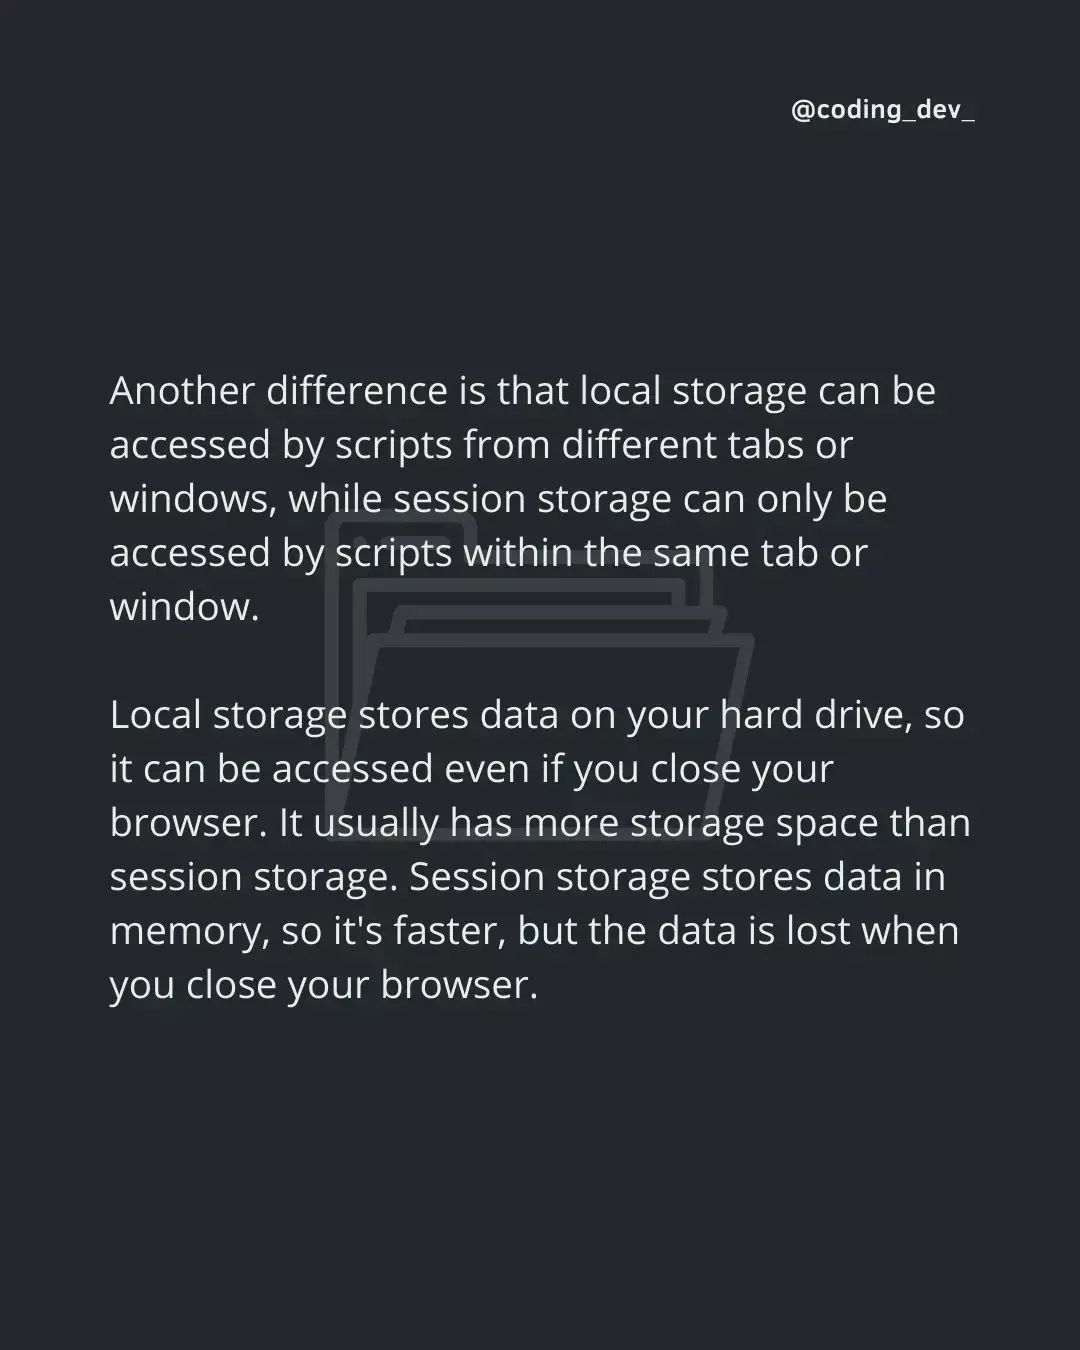 @coding_dev_
Another difference is that local storage can be
accessed by scripts from different tabs or
windows, while session storage can only be
accessed by scripts within the same tab or
window.
Local storage stores data on your hard drive, so
it can be accessed even if you close your
browser. It usually has more storage space than
session storage. Session storage stores data in
memory, so it's faster, but the data is lost when
you close your browser.